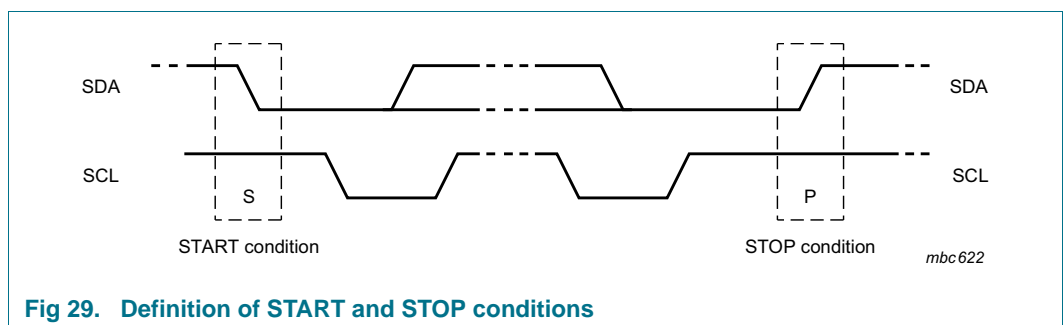 SDA
SDA
SCL
SCL
S
P
START condition
STOP condition
mbc622
Fig 29. Definition of START and STOP conditions